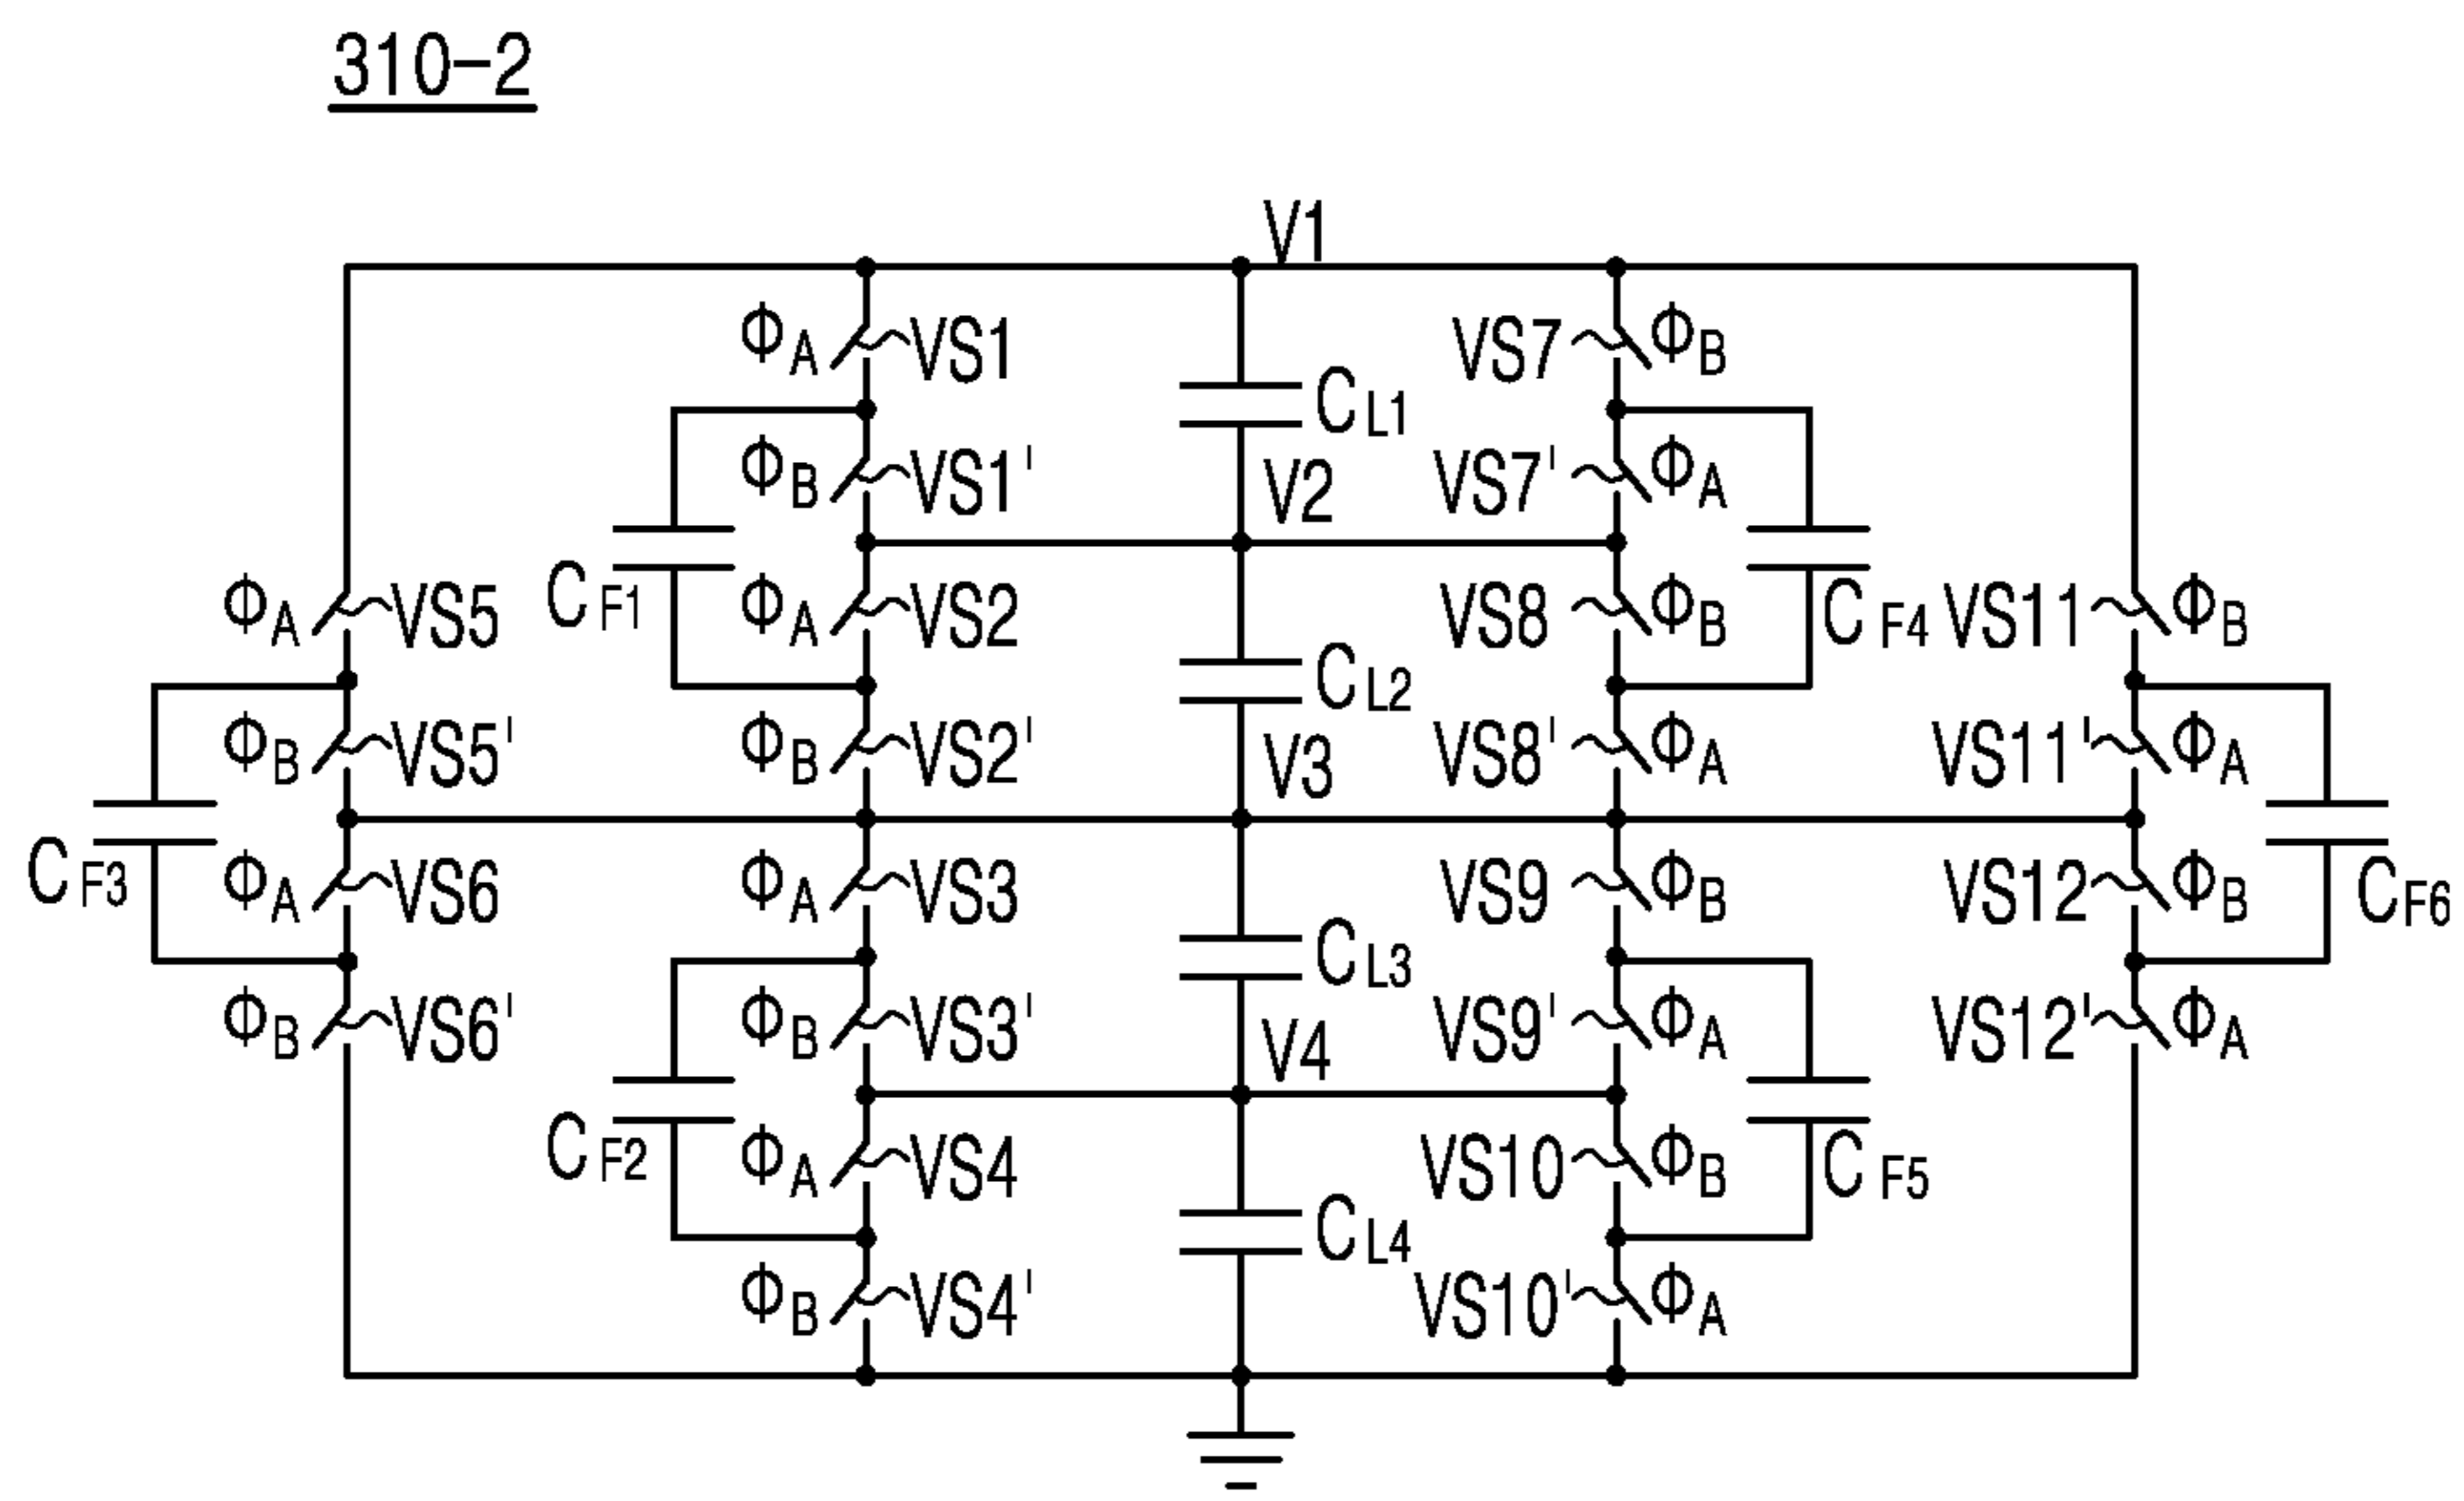 310-2
V1
ΦA VS1 VS7 ΦB
CL1
ΦB VS1' V2 VS7' ΦA
ΦA VS5 CF1 ΦA VS2 VS8 ΦB CF4 VS11 ΦB
CL2
ΦB VS5' ΦB VS2' V3 VS8' ΦA VS11' ΦA
CF3 ΦA VS6 ΦA VS3 VS9 ΦB VS12 ΦB CF6
CL3
ΦB VS6' ΦB VS3' V4 VS9' ΦA VS12' ΦA
CF2 ΦA VS4 VS10 ΦB CF5
CL4
ΦB VS4' VS10' ΦA